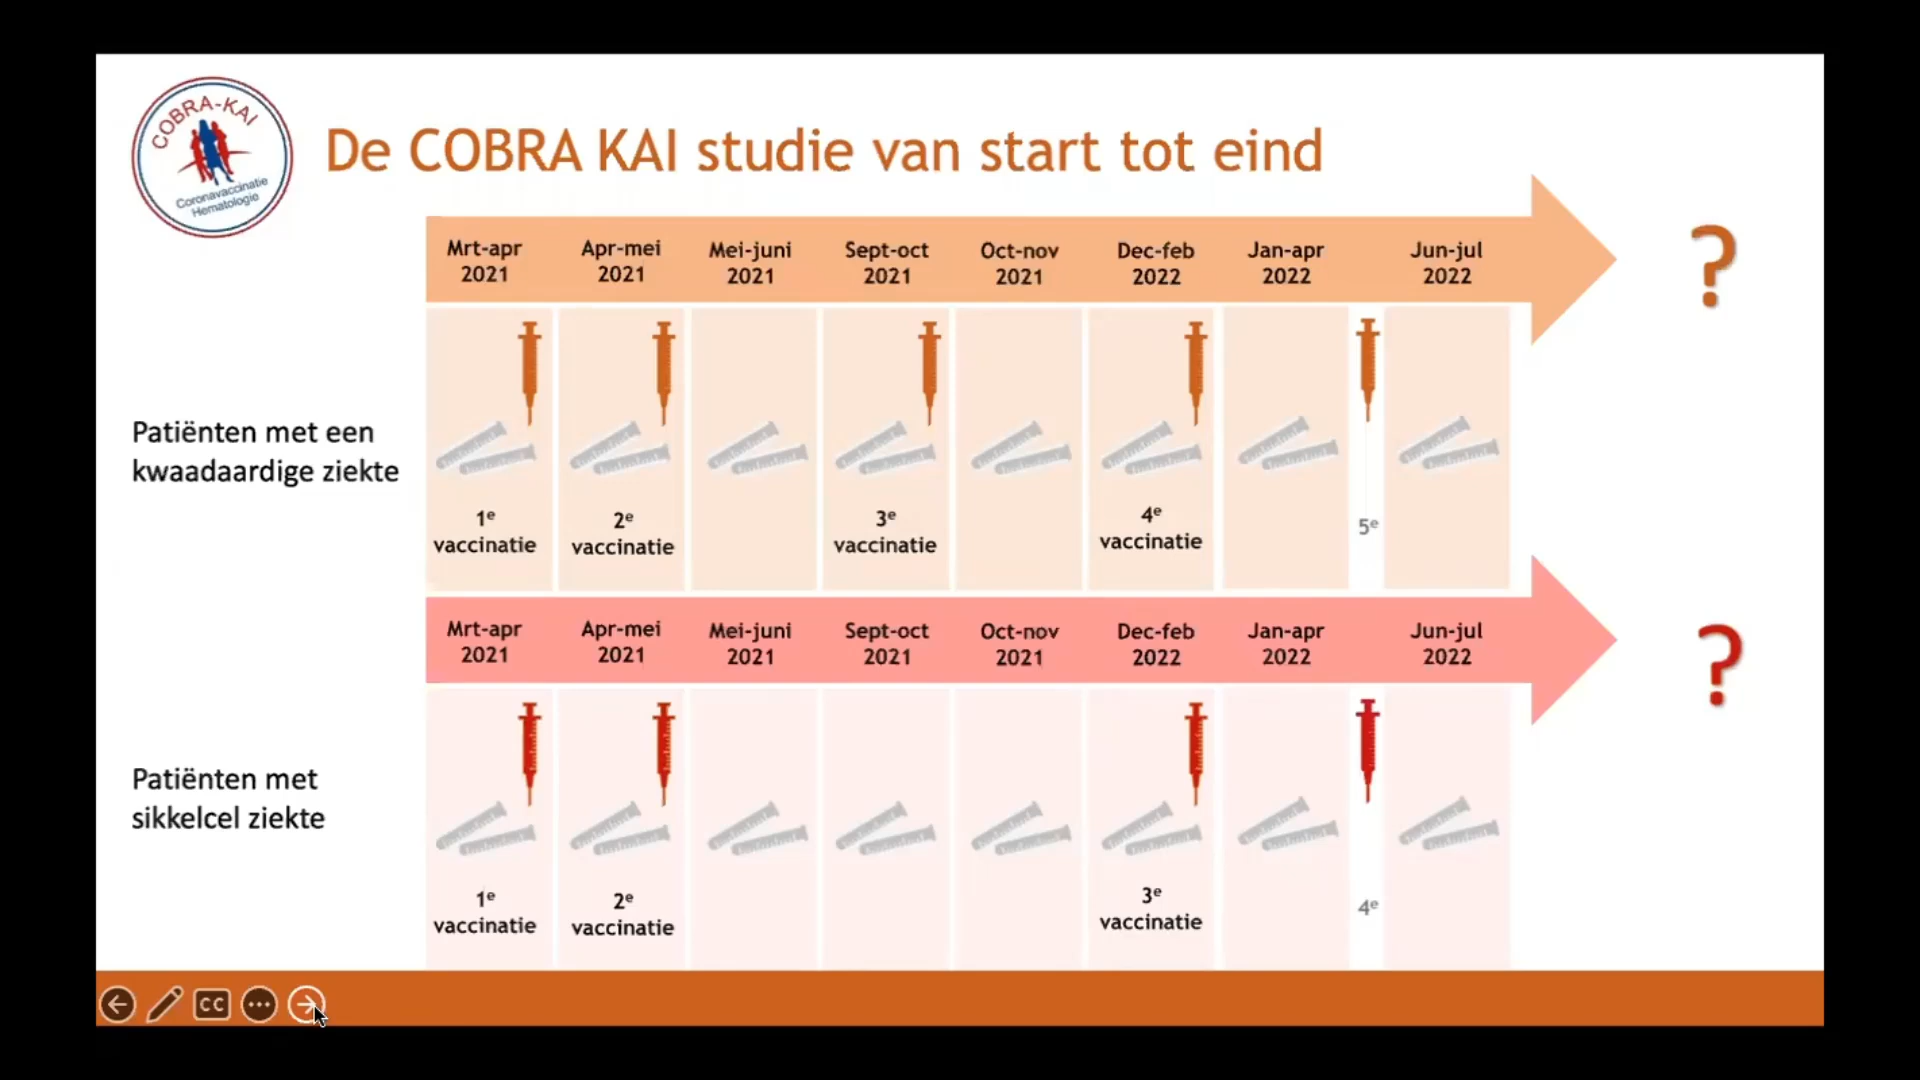 COBRA-KAI
Coronavaccinatie
Hematologie
De COBRA KAI studie van start tot eind
Mrt-apr
2021
Apr-mei
2021
Mei-juni
2021
Sept-oct
2021
Oct-nov
2021
Dec-feb
2022
Jan-apr
2022
Jun-jul
2022
?
Patiënten met een
kwaadaardige ziekte
1e
vaccinatie
2e
vaccinatie
3e
vaccinatie
4e
vaccinatie
5e
Mrt-apr
2021
Apr-mei
2021
Mei-juni
2021
Sept-oct
2021
Oct-nov
2021
Dec-feb
2022
Jan-apr
2022
Jun-jul
2022
?
Patiënten met
sikkelcel ziekte
1e
vaccinatie
2e
vaccinatie
3e
vaccinatie
4e
CC